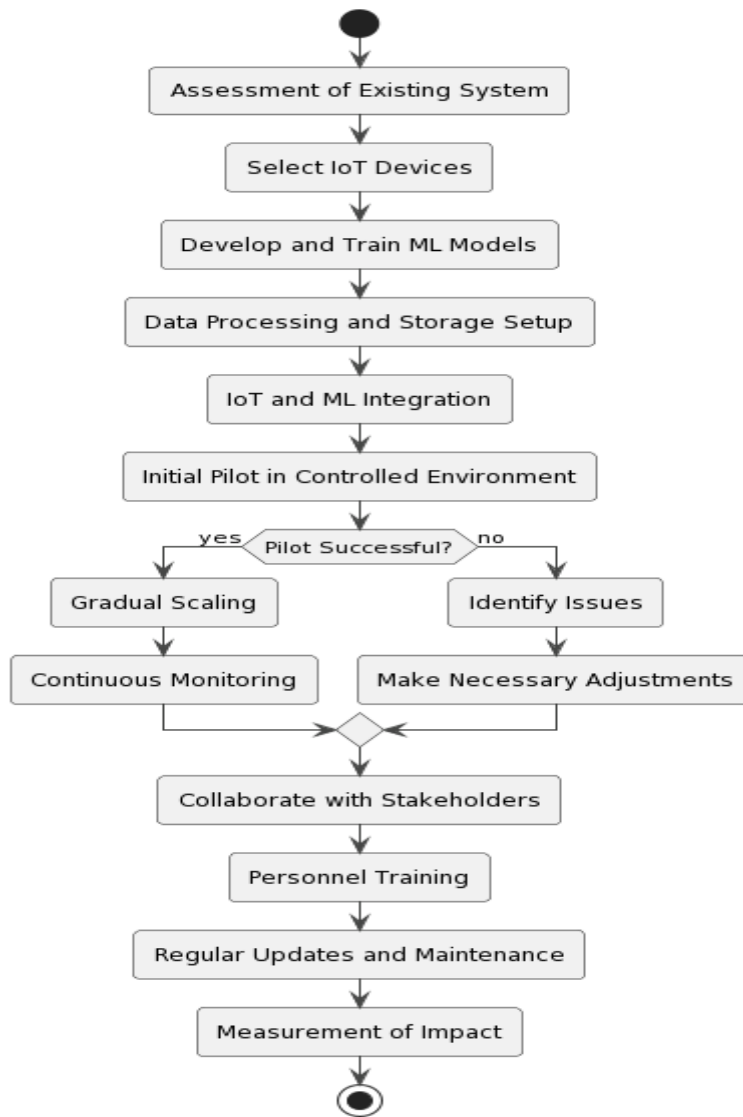 Assessment of Existing System
Select IoT Devices
Develop and Train ML Models
Data Processing and Storage Setup
IoT and ML Integration
Initial Pilot in Controlled Environment
yes
Pilot Successful?
no
Gradual Scaling
Identify Issues
Continuous Monitoring
Make Necessary Adjustments
Collaborate with Stakeholders
Personnel Training
Regular Updates and Maintenance
Measurement of Impact